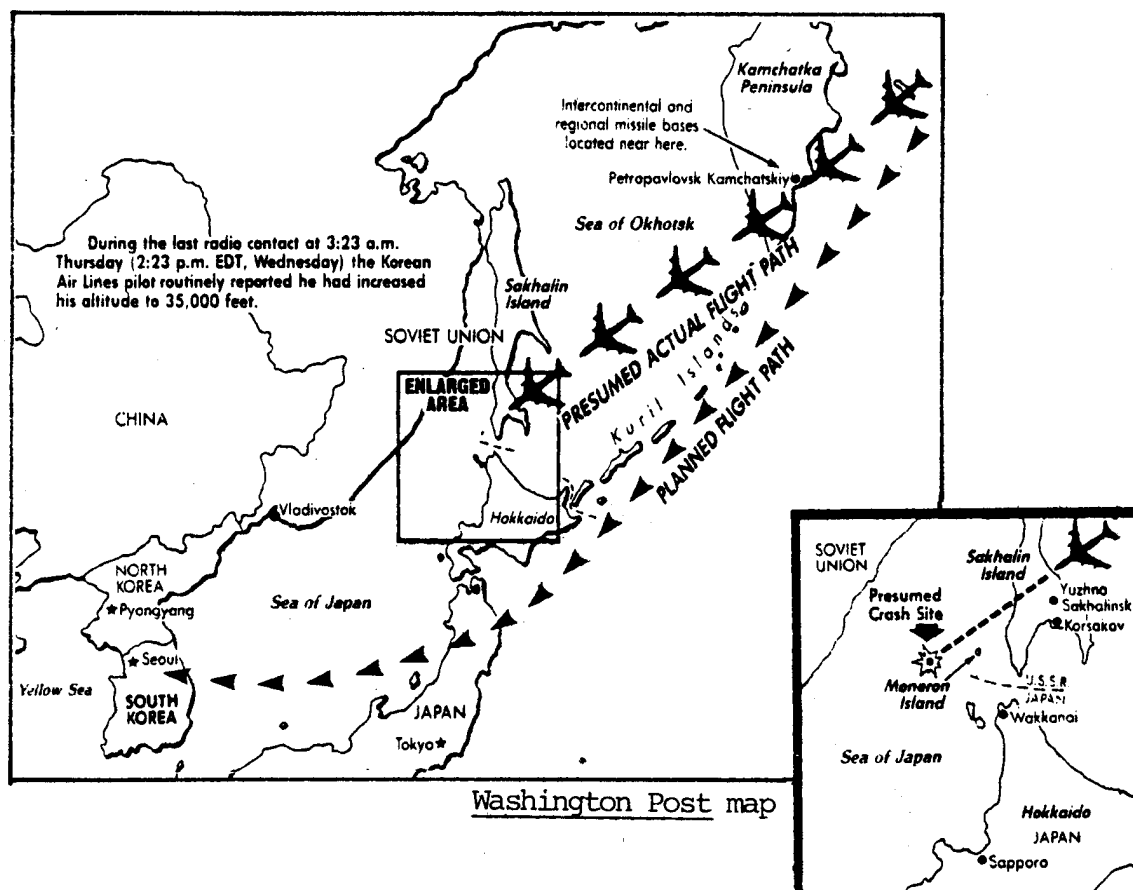 Kamchatka
Peninsula
Intercontinental and
regional missile bases
located near here.
Petropavlovsk Kamchatskiy
Sea of Okhotsk
During the last radio contact at 3:23 a.m.
Thursday (2:23 p.m. EDT, Wednesday) the Korean
Air Lines pilot routinely reported he had increased
his altitude to 35,000 feet.
Sakhalin
Island
SOVIET UNION
PRESUMED ACTUAL FLIGHT PATH
ENLARGED
AREA
Kuril Islands
PLANNED FLIGHT PATH
CHINA
Vladivostok
Hokkaido
NORTH
KOREA
Pyongyang
Sea of Japan
Seoul
Yellow Sea
SOUTH
KOREA
JAPAN
Tokyo
Washington Post map
SOVIET
UNION
Sakhalin
Island
Presumed
Crash Site
Yuzhno
Sakhalinsk
Korsakov
Moneron
Island
U.S.S.R.
JAPAN
Wakkanai
Sea of Japan
Hokkaido
JAPAN
Sapporo